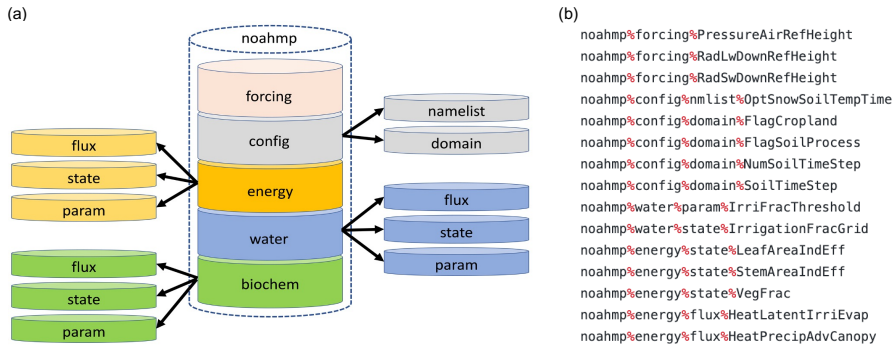 (a)
noahmp
forcing
config
energy
water
biochem
namelist
domain
flux
state
param
flux
state
param
flux
state
param
(b)
noahmp%forcing%PressureAirRefHeight
noahmp%forcing%RadLwDownRefHeight
noahmp%forcing%RadSwDownRefHeight
noahmp%config%nmlist%OptSnowSoilTempTime
noahmp%config%domain%FlagCropland
noahmp%config%domain%FlagSoilProcess
noahmp%config%domain%NumSoilTimeStep
noahmp%config%domain%SoilTimeStep
noahmp%water%param%IrriFracThreshold
noahmp%water%state%IrrigationFracGrid
noahmp%energy%state%LeafAreaIndEff
noahmp%energy%state%StemAreaIndEff
noahmp%energy%state%VegFrac
noahmp%energy%flux%HeatLatentIrriEvap
noahmp%energy%flux%HeatPrecipAdvCanopy